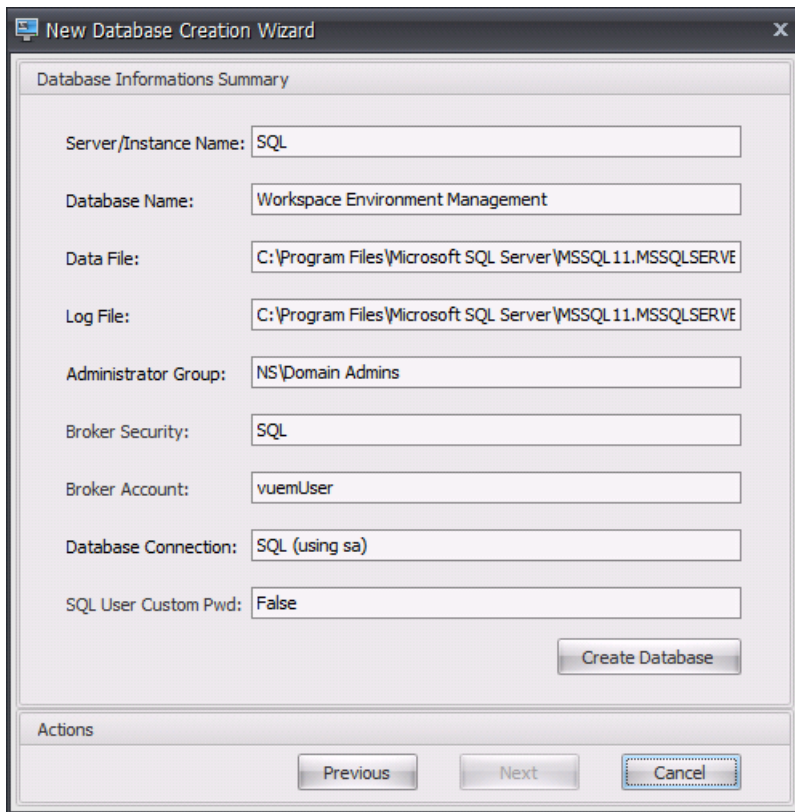 New Database Creation Wizard
Database Informations Summary
Server/Instance Name: SQL
Database Name: Workspace Environment Management
Data File: C:\Program Files\Microsoft SQL Server\MSSQL11.MSSQLSERVE
Log File: C:\Program Files\Microsoft SQL Server\MSSQL11.MSSQLSERVE
Administrator Group: NS\Domain Admins
Broker Security: SQL
Broker Account: vuemUser
Database Connection: SQL (using sa)
SQL User Custom Pwd: False
Create Database
Actions
Previous Next Cancel